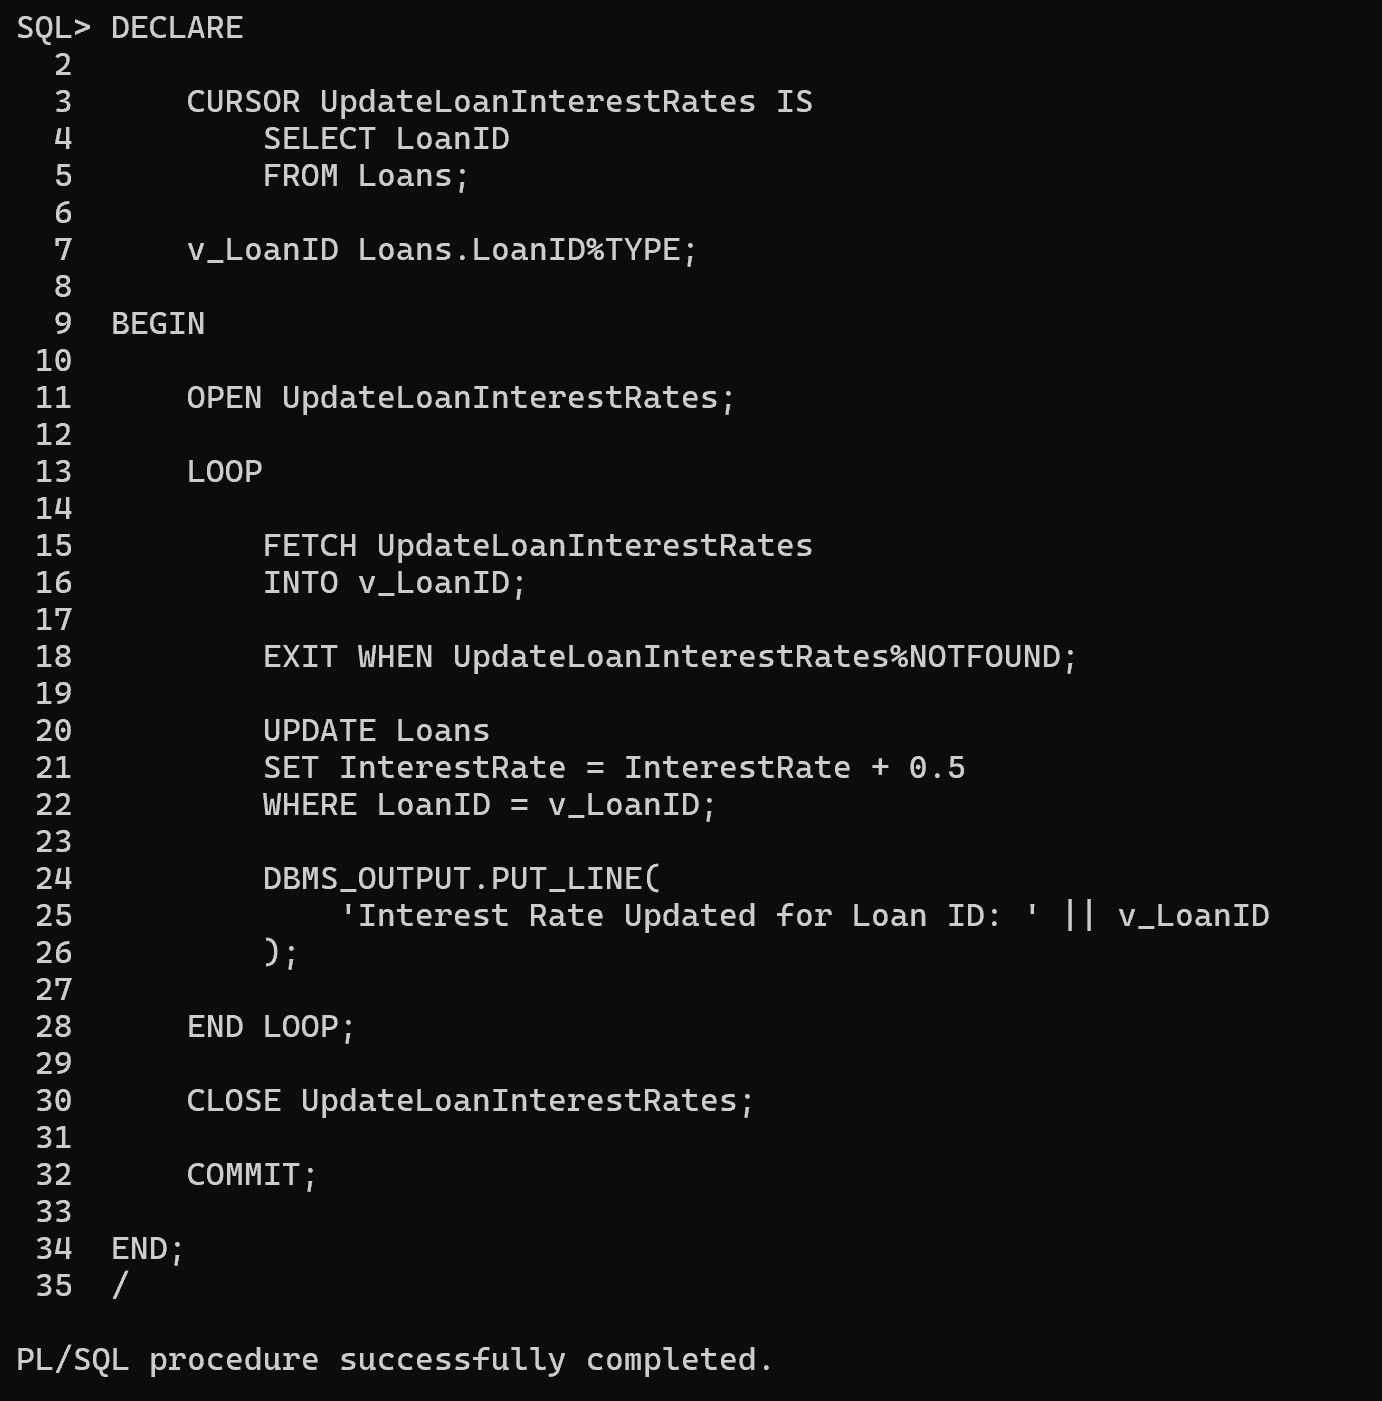 SQL> DECLARE
  2
  3      CURSOR UpdateLoanInterestRates IS
  4          SELECT LoanID
  5          FROM Loans;
  6
  7      v_LoanID Loans.LoanID%TYPE;
  8
  9  BEGIN
 10
 11      OPEN UpdateLoanInterestRates;
 12
 13      LOOP
 14
 15          FETCH UpdateLoanInterestRates
 16          INTO v_LoanID;
 17
 18          EXIT WHEN UpdateLoanInterestRates%NOTFOUND;
 19
 20          UPDATE Loans
 21          SET InterestRate = InterestRate + 0.5
 22          WHERE LoanID = v_LoanID;
 23
 24          DBMS_OUTPUT.PUT_LINE(
 25              'Interest Rate Updated for Loan ID: ' || v_LoanID
 26          );
 27
 28      END LOOP;
 29
 30      CLOSE UpdateLoanInterestRates;
 31
 32      COMMIT;
 33
 34  END;
 35  /

PL/SQL procedure successfully completed.